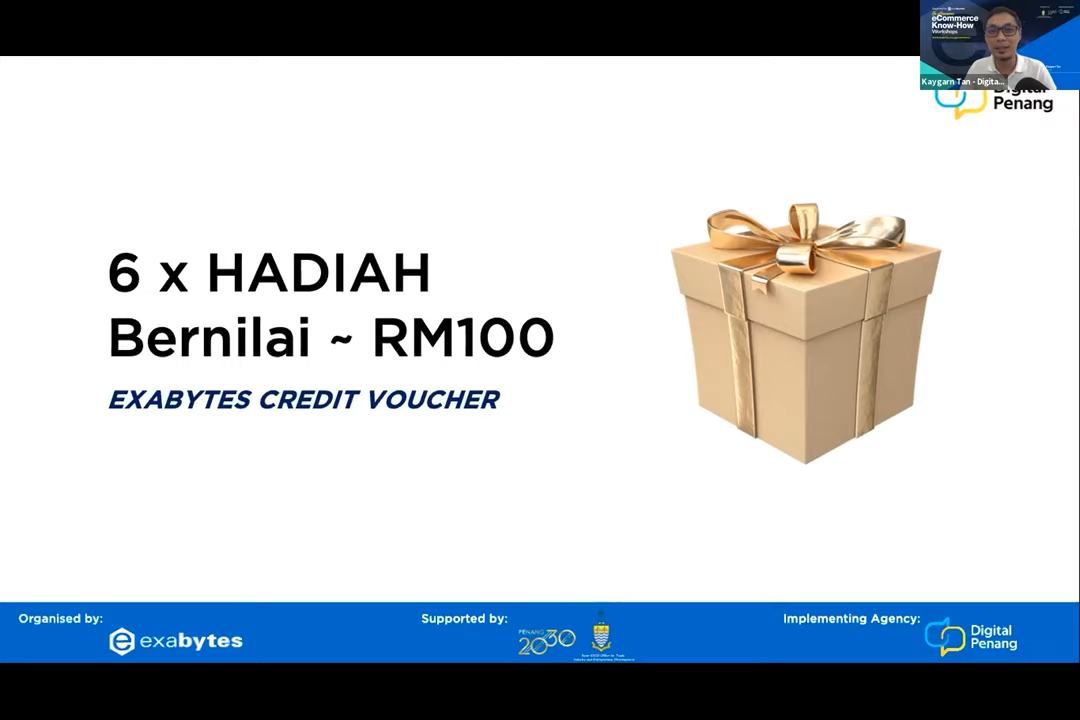 eCommerce
Know-How
Workshops
Kaygarn Tan - Digita...
Digital
Penang
6 x HADIAH
Bernilai ~ RM100
EXABYTES CREDIT VOUCHER
Organised by:
exabytes
Supported by:
PENANG
2030
Implementing Agency:
Digital
Penang